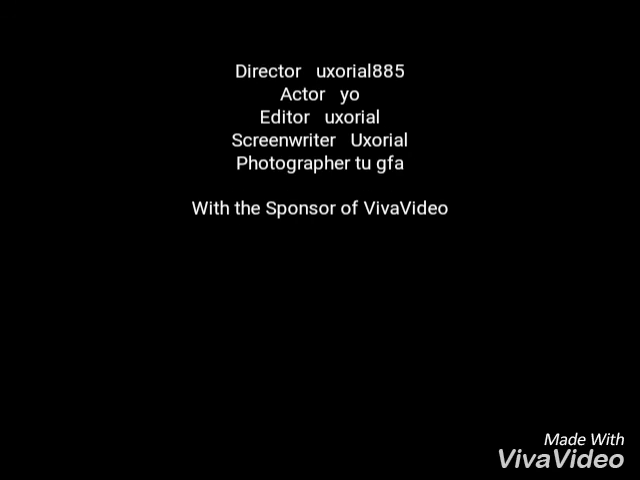 Director uxorial885
Actor yo
Editor uxorial
Screenwriter Uxorial
Photographer tu gfa
With the Sponsor of VivaVideo
Made With
VivaVideo